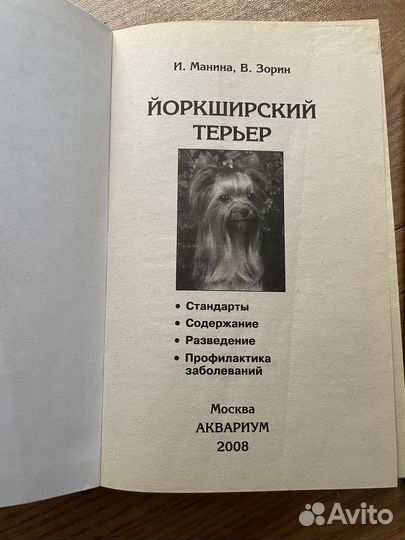 И. Манина, В. Зорин
ЙОРКШИРСКИЙ
ТЕРЬЕР
• Стандарты
• Содержание
• Разведение
• Профилактика
заболеваний
Москва
АКВАРИУМ
2008
Avito